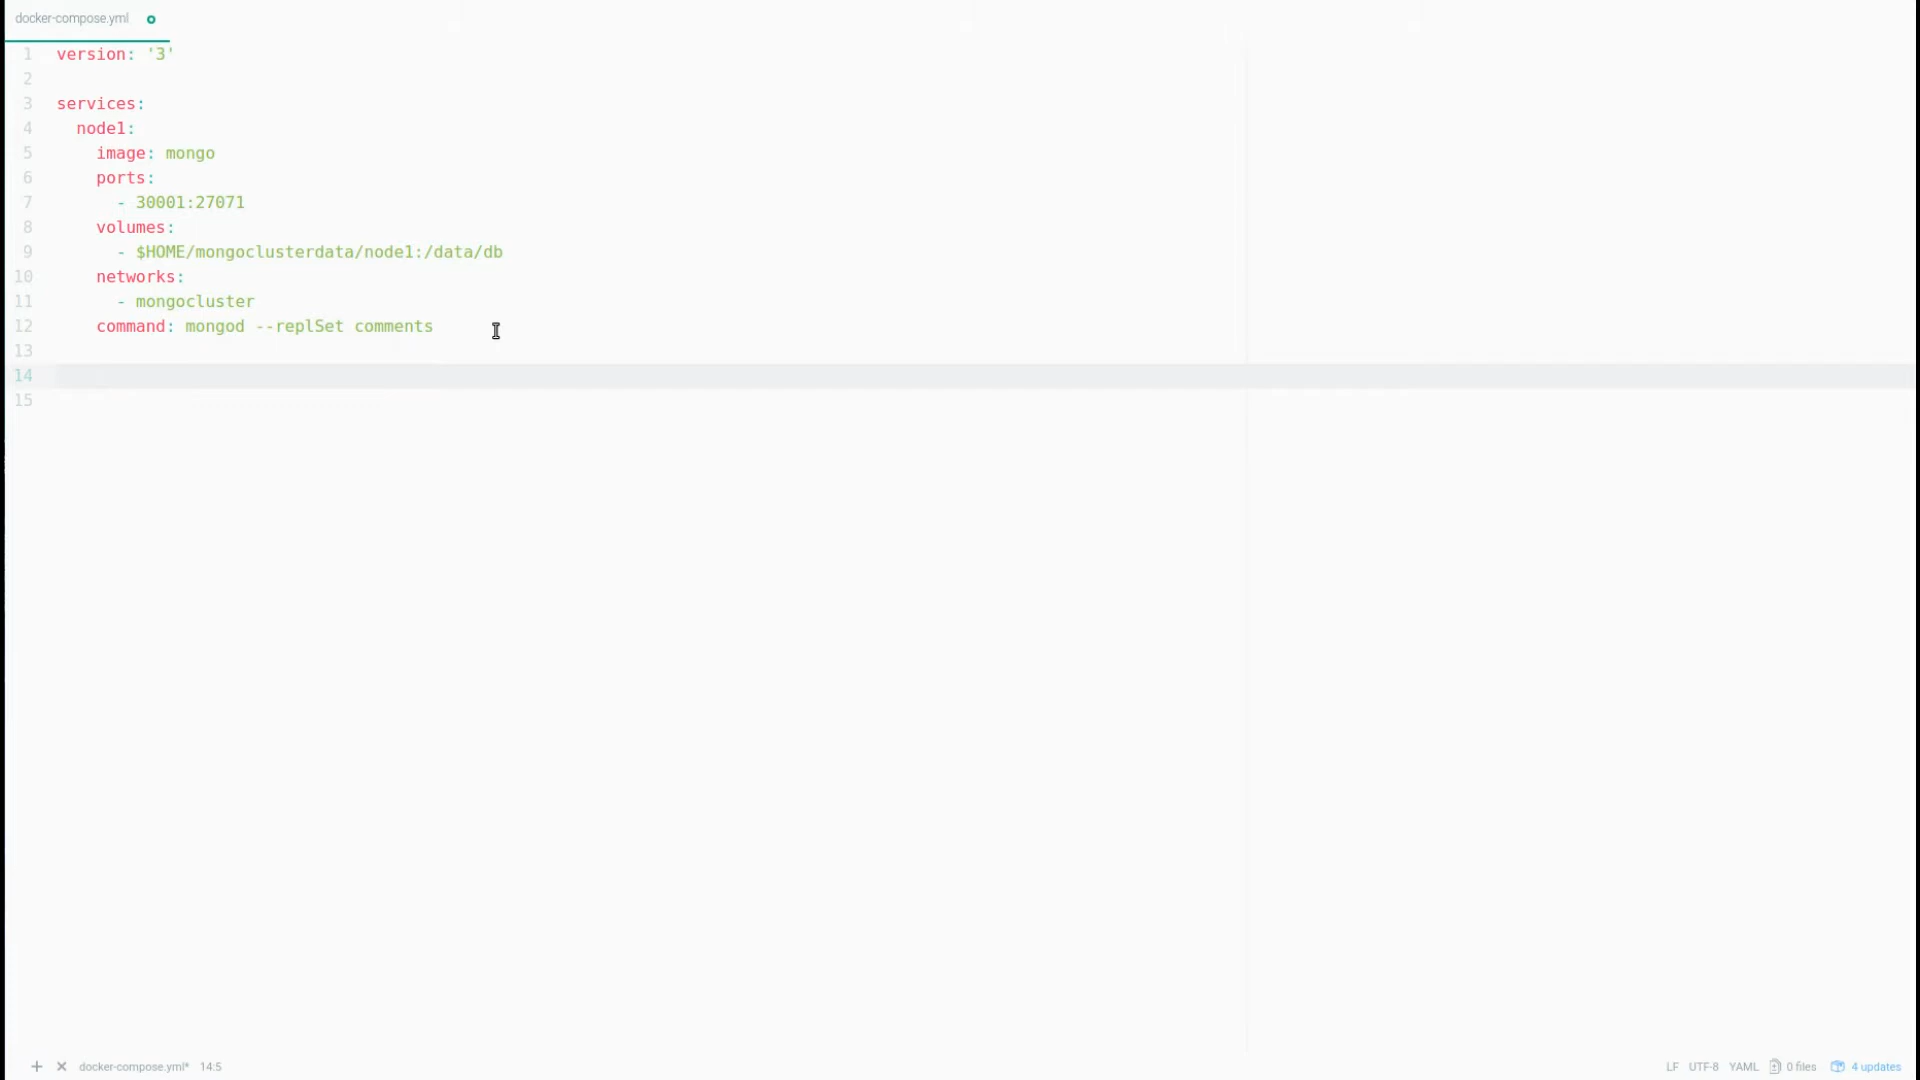 docker-compose.yml
1 version: '3'
2
3 services:
4   node1:
5     image: mongo
6     ports:
7       - 30001:27071
8     volumes:
9       - $HOME/mongoclusterdata/node1:/data/db
10     networks:
11       - mongocluster
12     command: mongod --replSet comments
13
14
15
docker-compose.yml* 14:5 LF UTF-8 YAML 0 files 4 updates